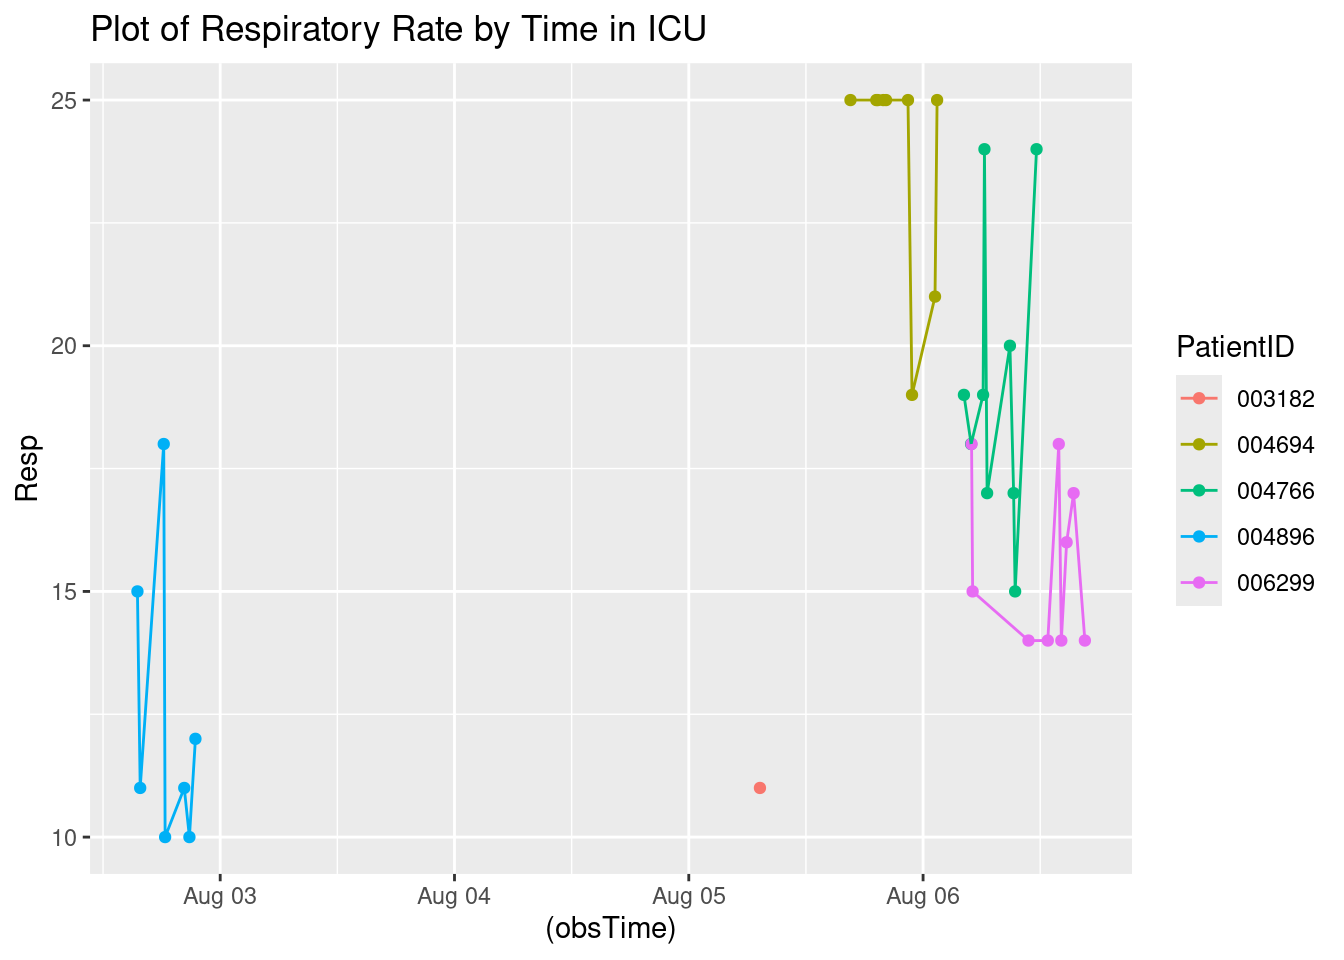 Plot of Respiratory Rate by Time in ICU
25
20
15
10
Resp
Aug 03
Aug 04
Aug 05
Aug 06
(obsTime)
PatientID
003182
004694
004766
004896
006299